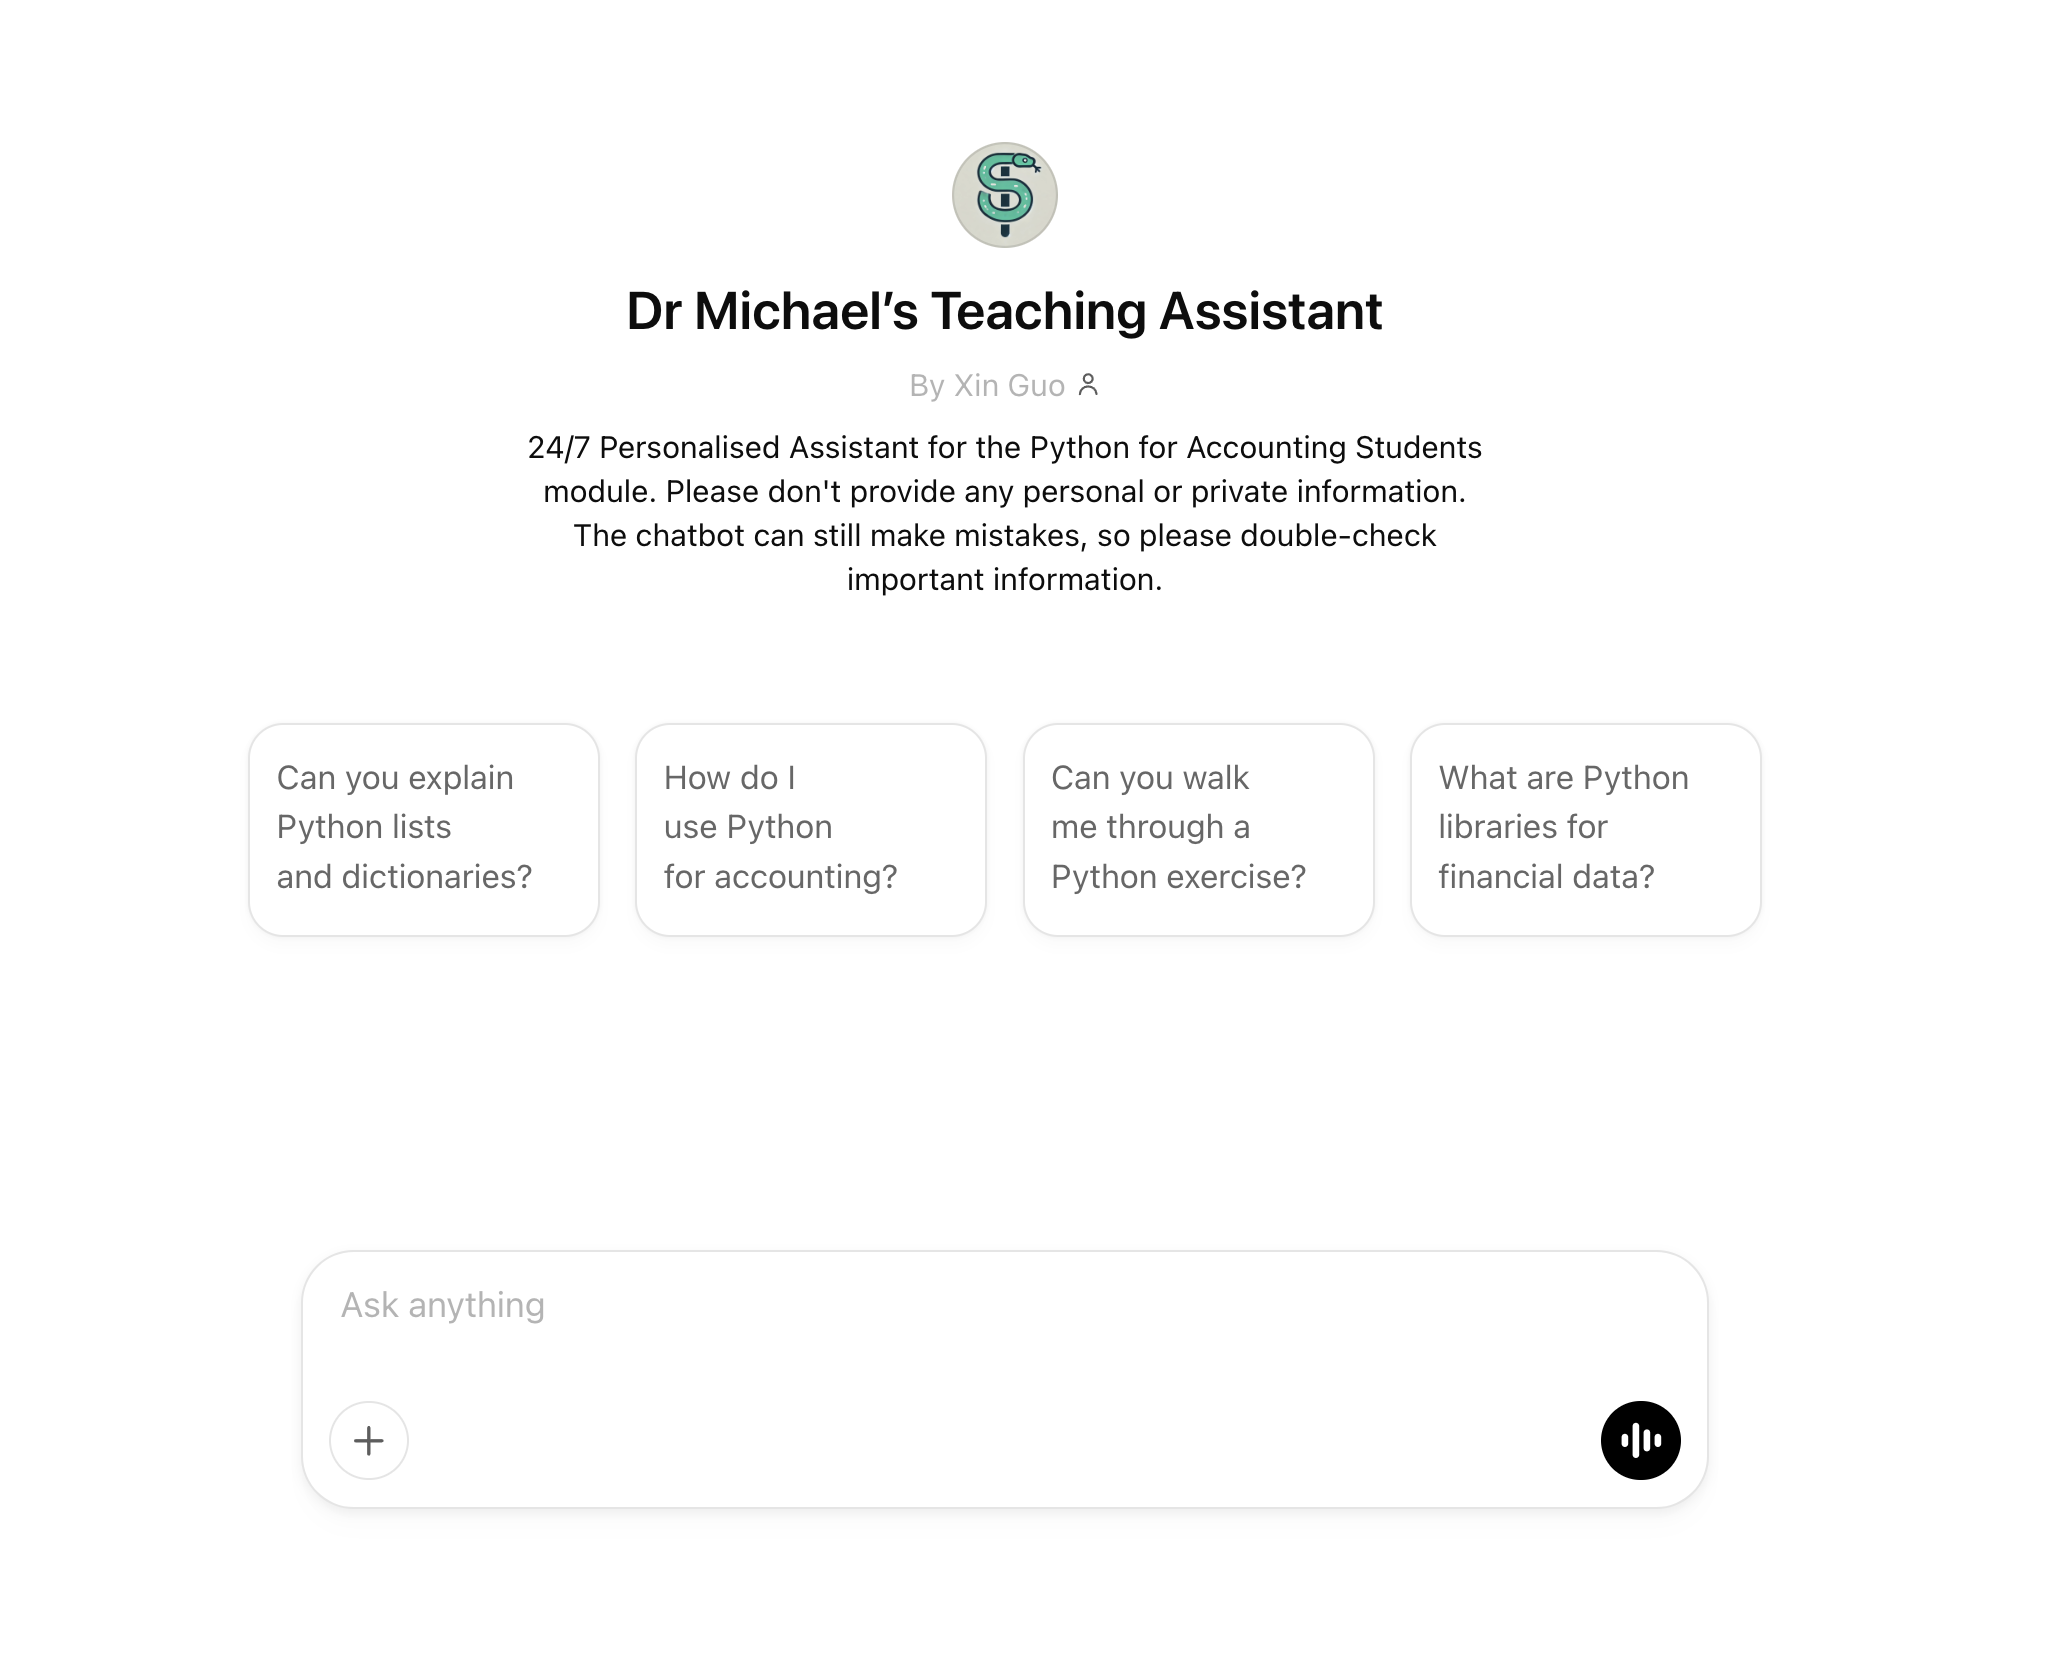 Dr Michael’s Teaching Assistant
By Xin Guo
24/7 Personalised Assistant for the Python for Accounting Students
module. Please don't provide any personal or private information.
The chatbot can still make mistakes, so please double-check
important information.
Can you explain
Python lists
and dictionaries?
How do I
use Python
for accounting?
Can you walk
me through a
Python exercise?
What are Python
libraries for
financial data?
Ask anything